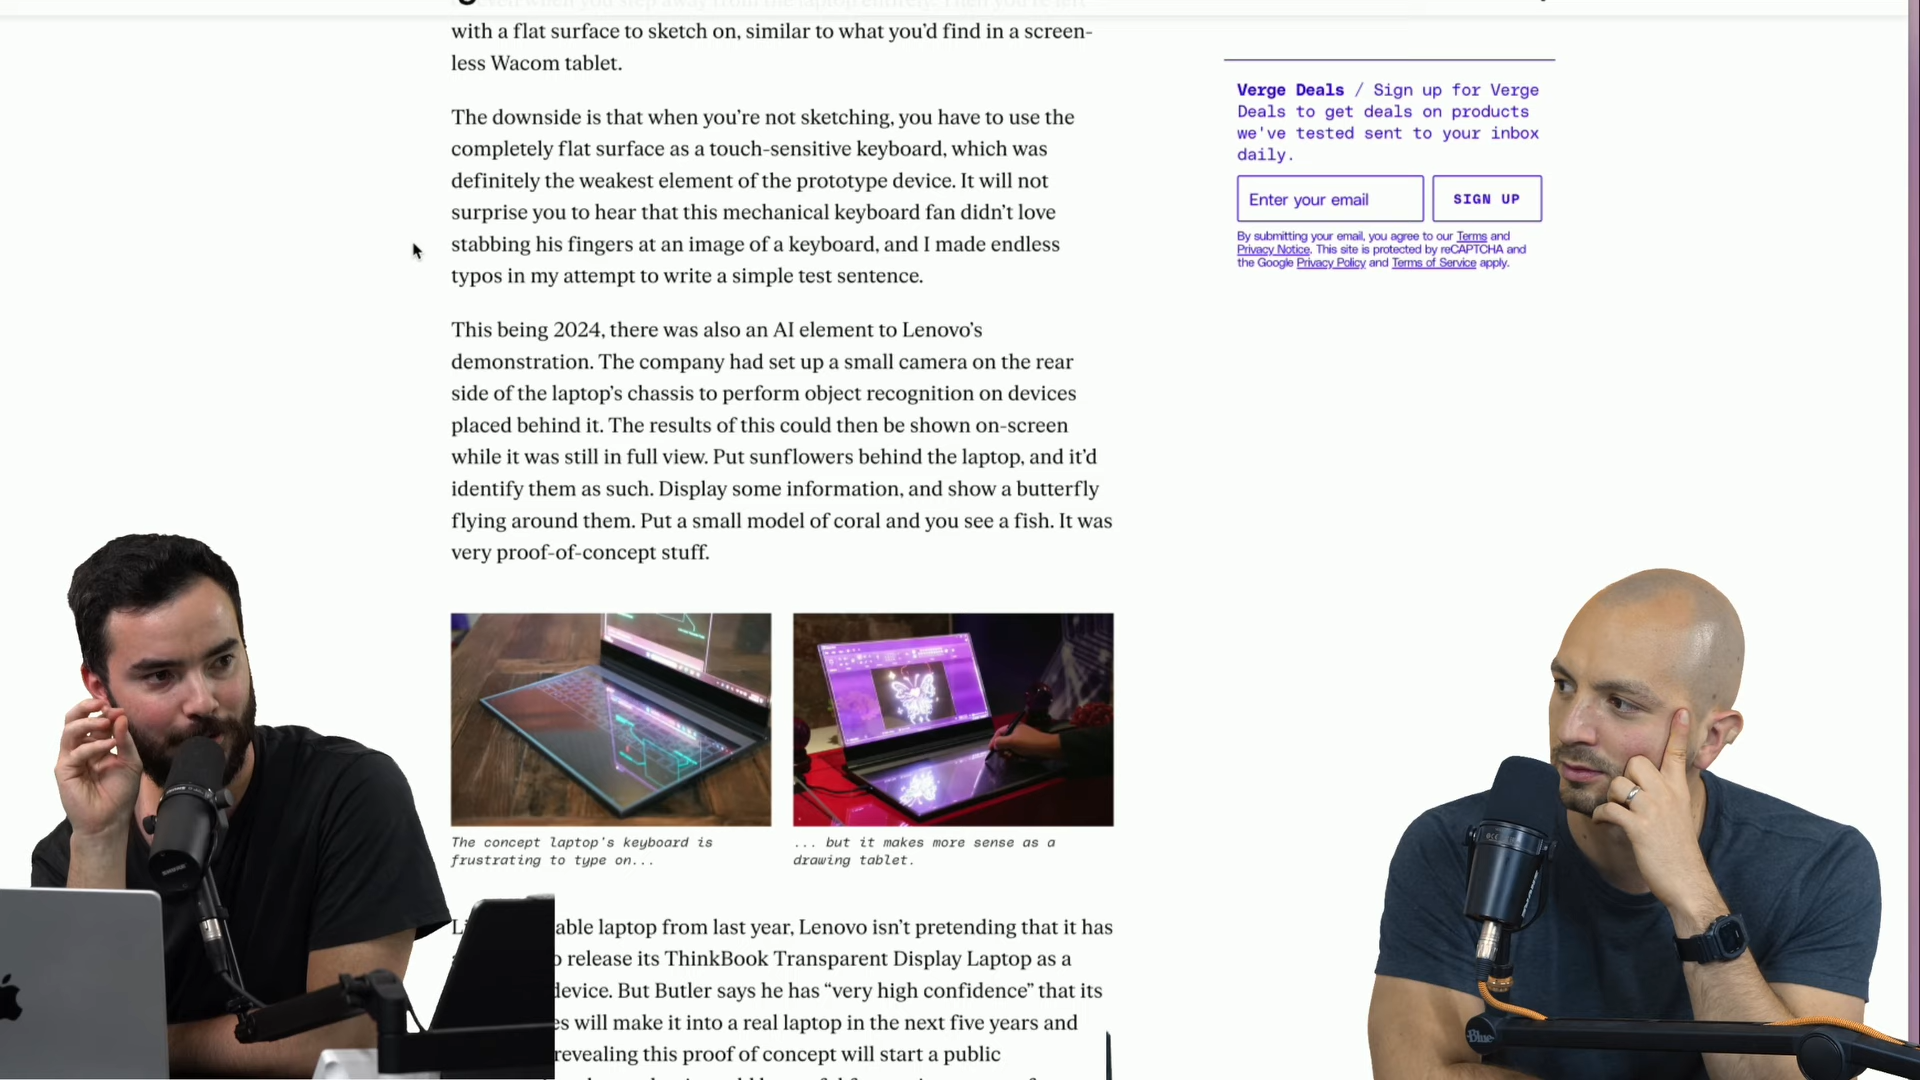 with a flat surface to sketch on, similar to what you’d find in a screen-
less Wacom tablet.
The downside is that when you’re not sketching, you have to use the
completely flat surface as a touch-sensitive keyboard, which was
definitely the weakest element of the prototype device. It will not
surprise you to hear that this mechanical keyboard fan didn’t love
stabbing his fingers at an image of a keyboard, and I made endless
typos in my attempt to write a simple test sentence.
This being 2024, there was also an AI element to Lenovo’s
demonstration. The company had set up a small camera on the rear
side of the laptop’s chassis to perform object recognition on devices
placed behind it. The results of this could then be shown on-screen
while it was still in full view. Put sunflowers behind the laptop, and it’d
identify them as such. Display some information, and show a butterfly
flying around them. Put a small model of coral and you see a fish. It was
very proof-of-concept stuff.
The concept laptop's keyboard is
frustrating to type on...
... but it makes more sense as a
drawing tablet.
able laptop from last year, Lenovo isn’t pretending that it has
release its ThinkBook Transparent Display Laptop as a
device. But Butler says he has “very high confidence” that its
will make it into a real laptop in the next five years and
revealing this proof of concept will start a public
Verge Deals / Sign up for Verge
Deals to get deals on products
we've tested sent to your inbox
daily.
Enter your email
SIGN UP
By submitting your email, you agree to our Terms and
Privacy Notice. This site is protected by reCAPTCHA and
the Google Privacy Policy and Terms of Service apply.
SHURE
Blue